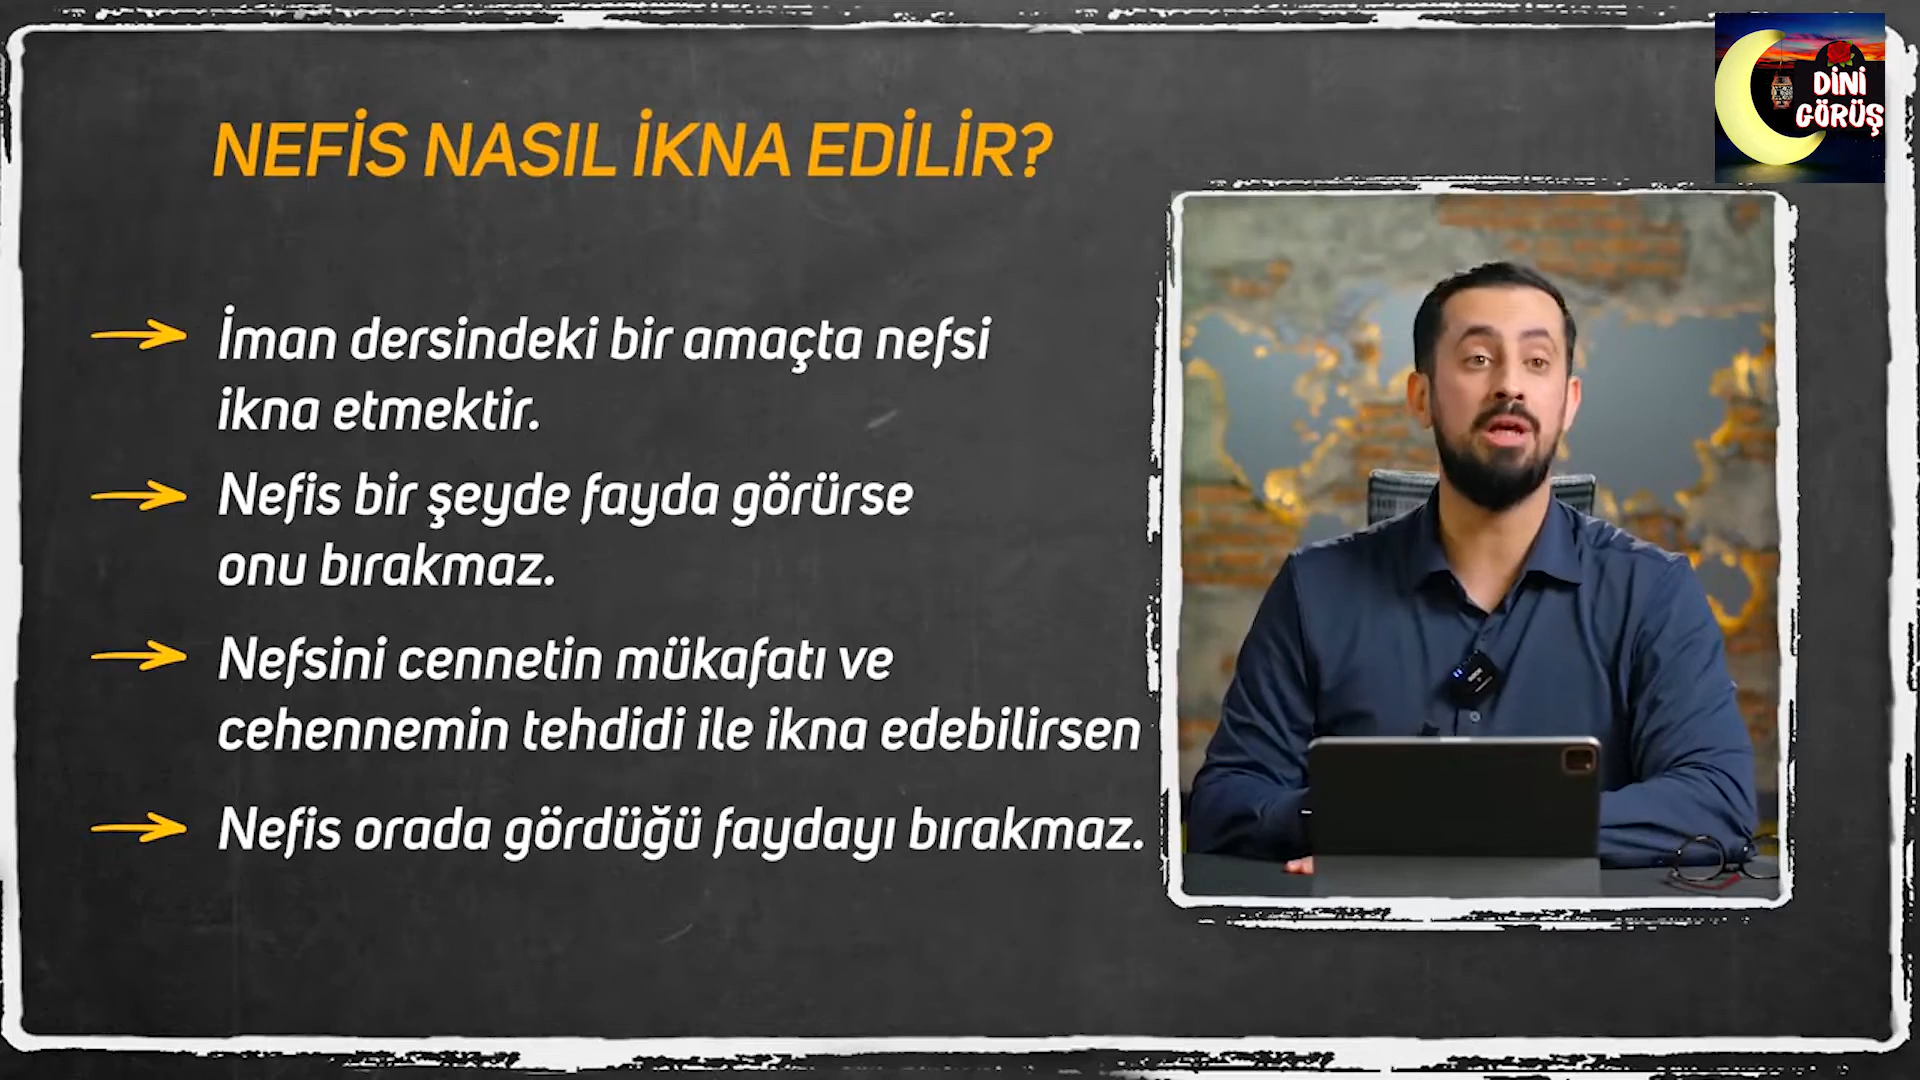 DİNİ
GÖRÜŞ
NEFİS NASIL İKNA EDİLİR?
İman dersindeki bir amaçta nefsi
ikna etmektir.
Nefis bir şeyde fayda görürse
onu bırakmaz.
Nefsini cennetin mükafatı ve
cehennemin tehdidi ile ikna edebilirsen
Nefis orada gördüğü faydayı bırakmaz.